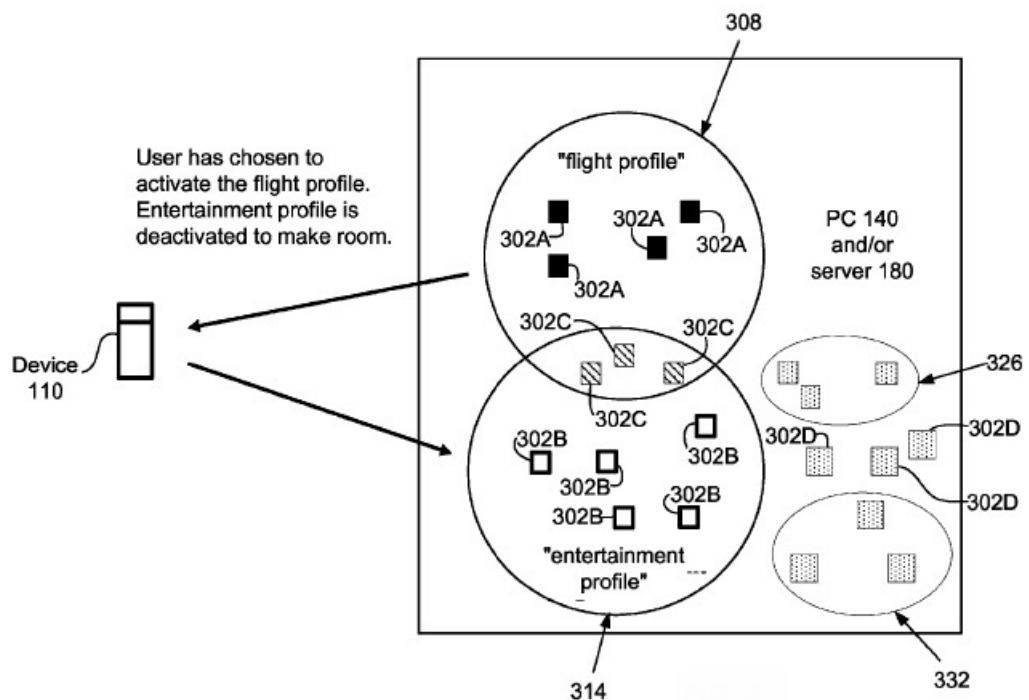 308
User has chosen to
activate the flight profile.
Entertainment profile is
deactivated to make room.
"flight profile"
302A
302A
302A
302A
PC 140
and/or
server 180
Device
110
302C
302C
302C
326
302B
302B
302B
302B
302B
302D
302D
302D
"entertainment
profile"
314
332